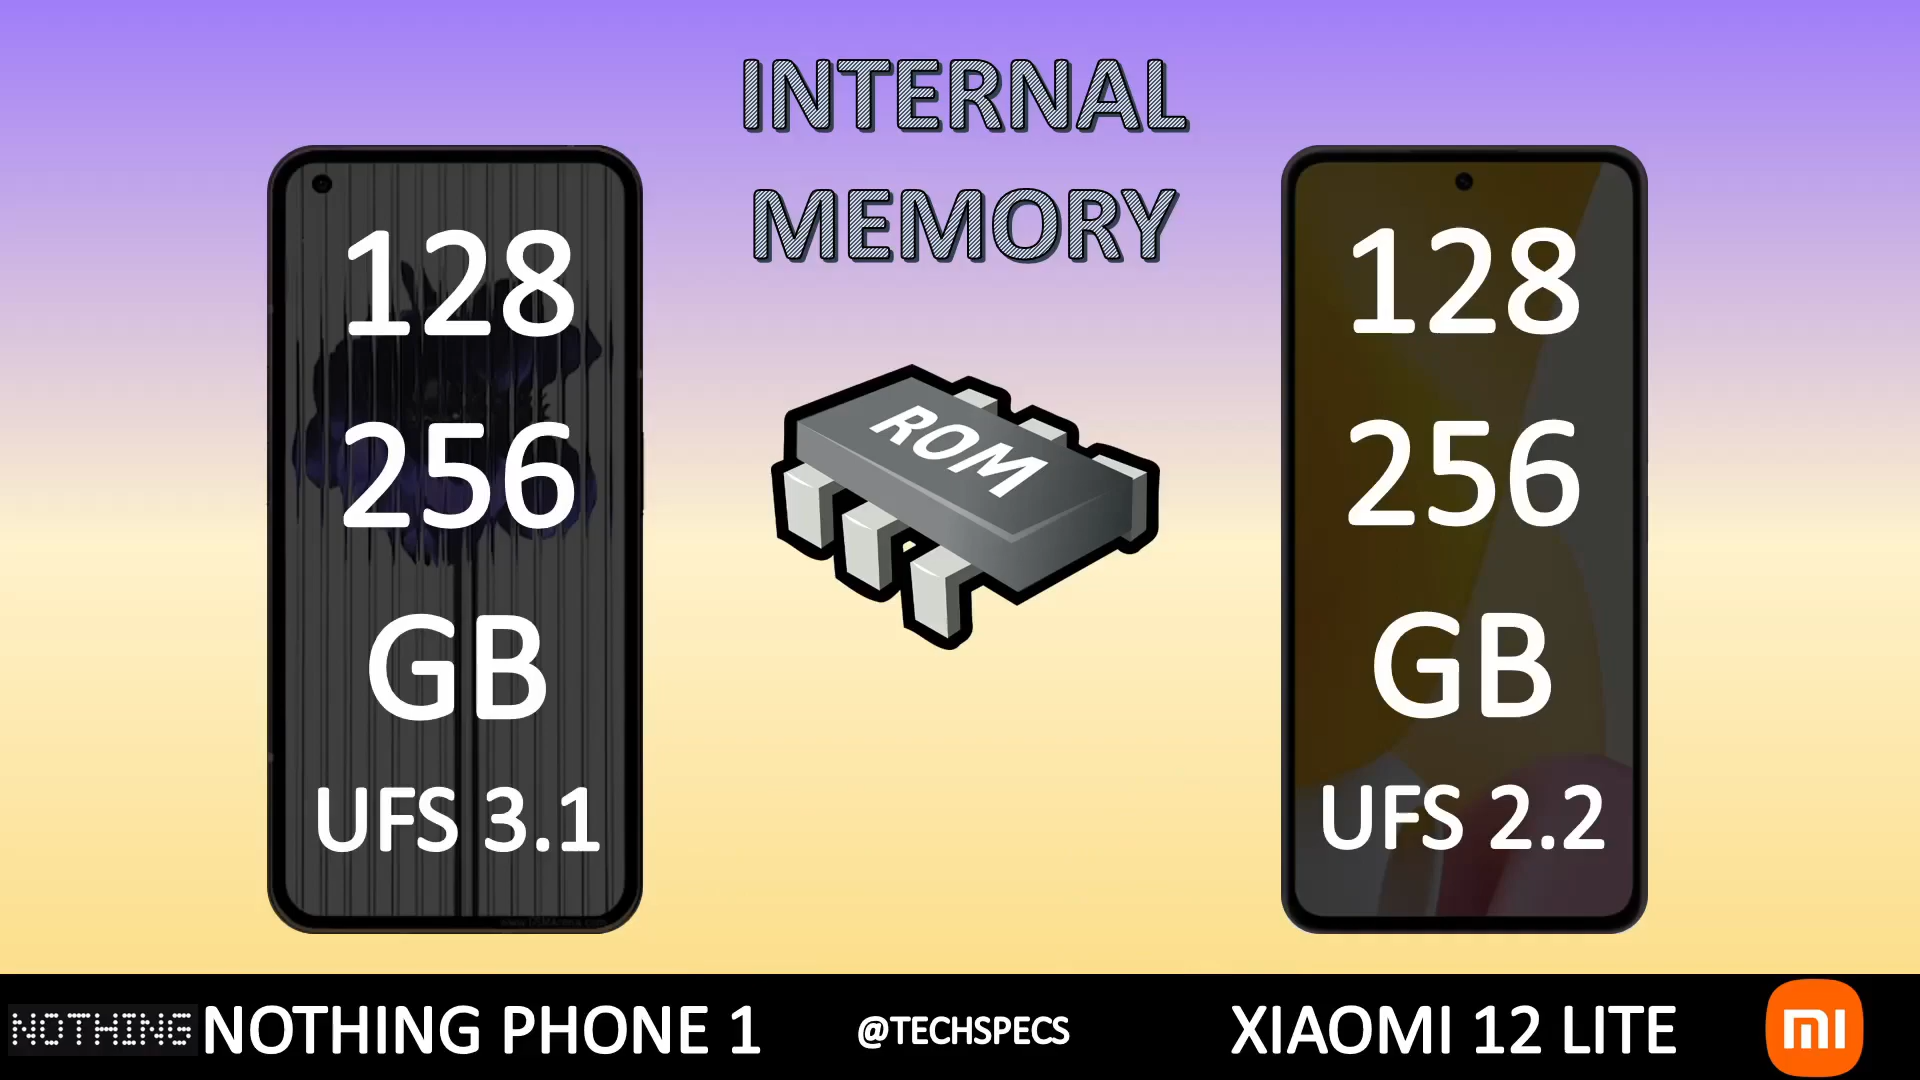 INTERNAL
MEMORY
128
256
GB
UFS 3.1
ROM
128
256
GB
UFS 2.2
NOTHING
NOTHING PHONE 1
@TECHSPECS
XIAOMI 12 LITE
MI